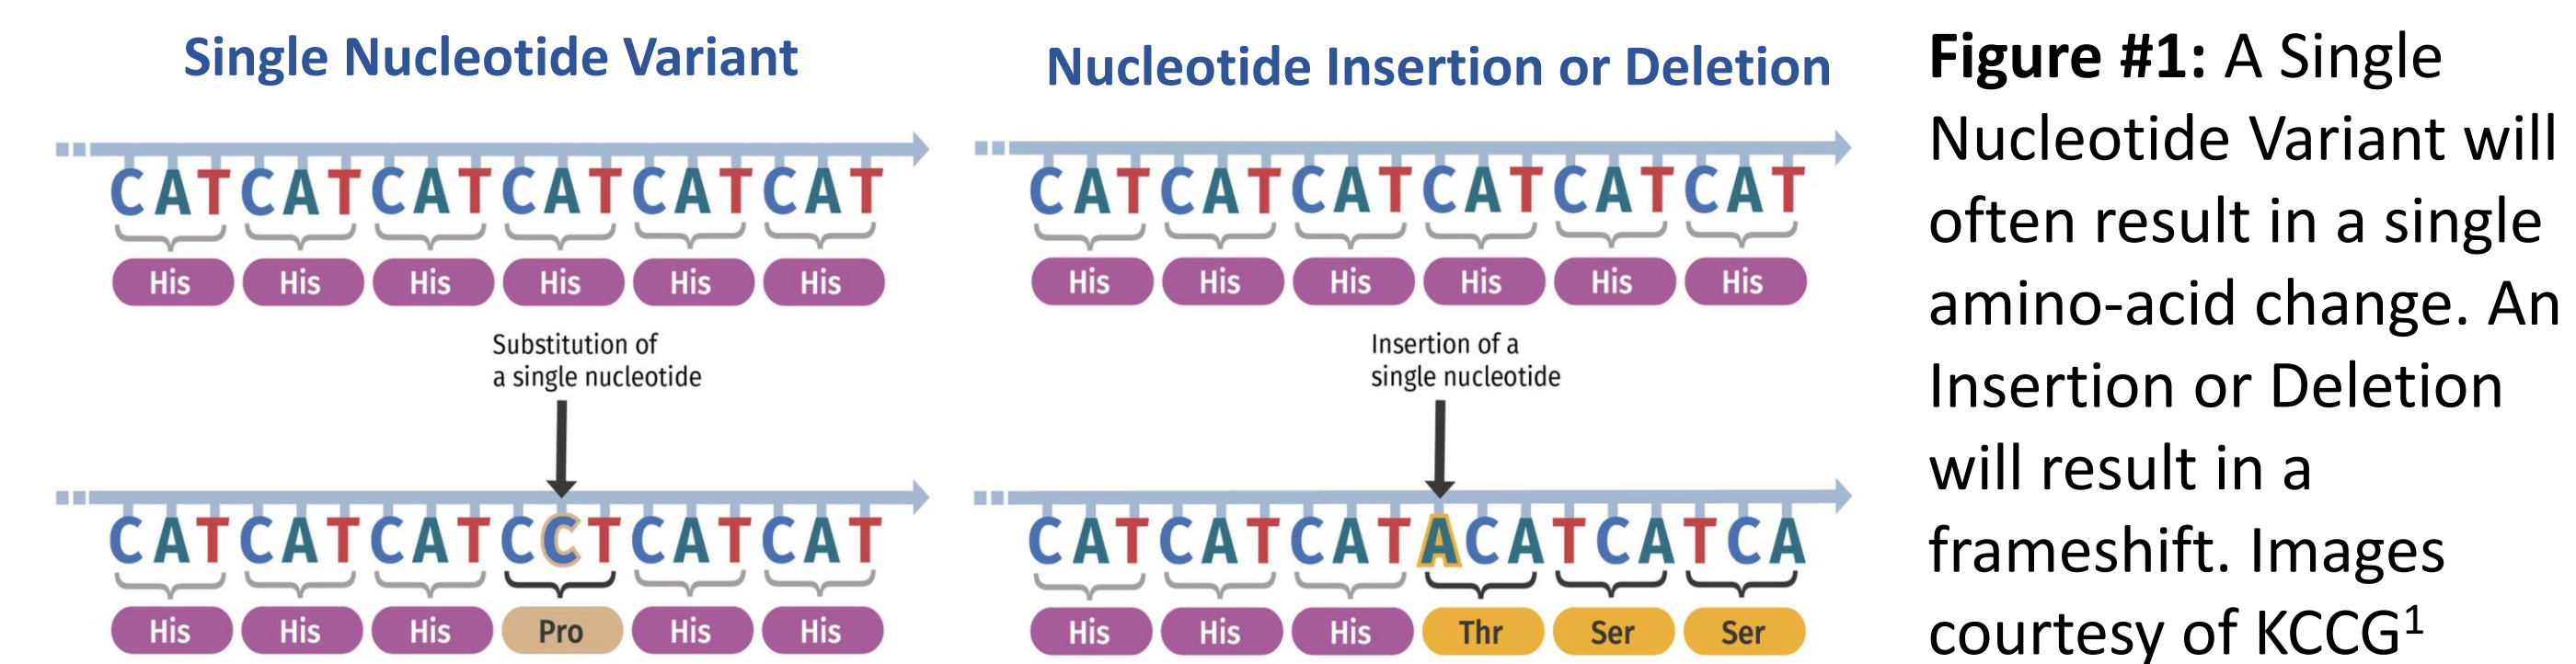 Single Nucleotide Variant
CATCATCATCATCATCAT
His His His His His His
Substitution of
a single nucleotide
CATCATCATCCTCATCAT
His His His Pro His His
Nucleotide Insertion or Deletion
CATCATCATCATCATCAT
His His His His His His
Insertion of a
single nucleotide
CATCATCATACATCATCA
His His His Thr Ser Ser
Figure #1: A Single
Nucleotide Variant will
often result in a single
amino-acid change. An
Insertion or Deletion
will result in a
frameshift. Images
courtesy of KCCG¹